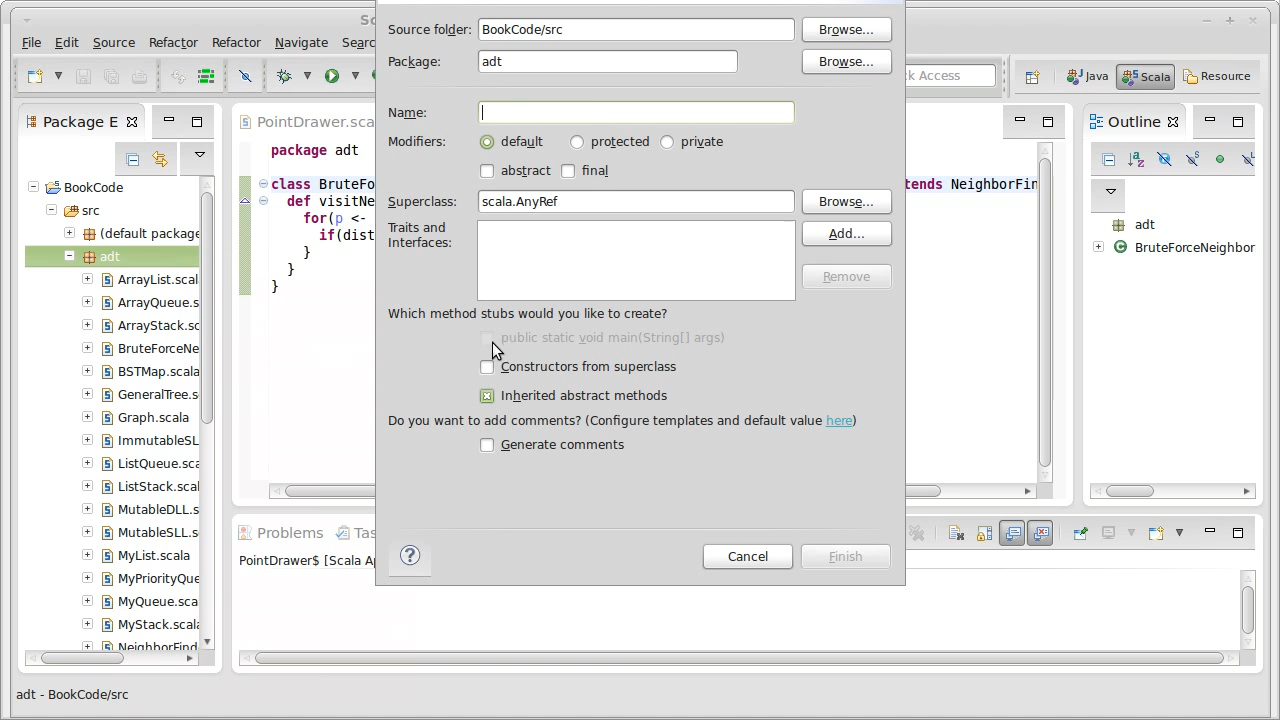 Sc
File Edit Source Refactor Refactor Navigate Searc
ck Access
Java Scala Resource
Source folder: BookCode/src Browse...
Package: adt Browse...
Name:
Modifiers: default protected private
abstract final
Superclass: scala.AnyRef Browse...
Traits and Interfaces: Add...
Remove
Which method stubs would you like to create?
public static void main(String[] args)
Constructors from superclass
Inherited abstract methods
Do you want to add comments? (Configure templates and default value here)
Generate comments
Cancel Finish
Package E
BookCode
src
(default package
adt
ArrayList.scal
ArrayQueue.s
ArrayStack.sc
BruteForceNe
BSTMap.scala
GeneralTree.s
Graph.scala
ImmutableSL
ListQueue.sca
ListStack.scal
MutableDLL.s
MutableSLL.s
MyList.scala
MyPriorityQue
MyQueue.sca
MyStack.scala
NeighborFind
PointDrawer.sca
package adt
class BruteFo tends NeighborFin
def visitNe
for(p <-
if(dist
}
}
}
Outline
adt
BruteForceNeighbor
Problems Tas
PointDrawer$ [Scala Ap
adt - BookCode/src